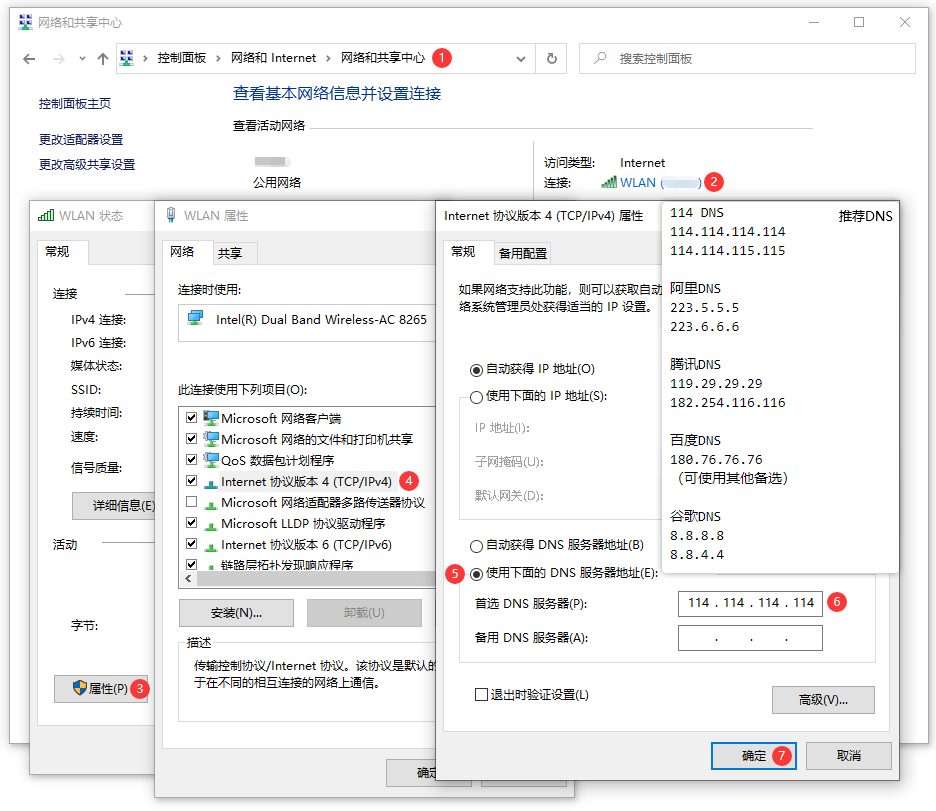 网络和共享中心
控制面板 网络和 Internet 网络和共享中心 1
搜索控制面板
控制面板主页
更改适配器设置
更改高级共享设置
查看基本网络信息并设置连接
查看活动网络
公用网络
访问类型: Internet
连接: WLAN ( ) 2
WLAN 状态
常规
连接
IPv4 连接:
IPv6 连接:
媒体状态:
SSID:
持续时间:
速度:
信号质量:
详细信息(E)
活动
字节:
属性(P) 3
WLAN 属性
网络 共享
连接时使用:
Intel(R) Dual Band Wireless-AC 8265
此连接使用下列项目(O):
Microsoft 网络客户端
Microsoft 网络的文件和打印机共享
QoS 数据包计划程序
Internet 协议版本 4 (TCP/IPv4) 4
Microsoft 网络适配器多路传送器协议
Microsoft LLDP 协议驱动程序
Internet 协议版本 6 (TCP/IPv6)
链路层拓扑发现响应程序
安装(N)... 卸载(U)
描述
传输控制协议/Internet 协议。该协议是默认的
于在不同的相互连接的网络上通信。
确定
Internet 协议版本 4 (TCP/IPv4) 属性
常规 备用配置
如果网络支持此功能，则可以获取自动
络系统管理员处获得适当的 IP 设置。
自动获得 IP 地址(O)
使用下面的 IP 地址(S):
IP 地址(I):
子网掩码(U):
默认网关(D):
自动获得 DNS 服务器地址(B)
5 使用下面的 DNS 服务器地址(E):
首选 DNS 服务器(P): 114 . 114 . 114 . 114 6
备用 DNS 服务器(A): . . .
退出时验证设置(L)
高级(V)...
确定 7 取消
推荐DNS
114 DNS
114.114.114.114
114.114.115.115
阿里DNS
223.5.5.5
223.6.6.6
腾讯DNS
119.29.29.29
182.254.116.116
百度DNS
180.76.76.76
（可使用其他备选）
谷歌DNS
8.8.8.8
8.8.4.4